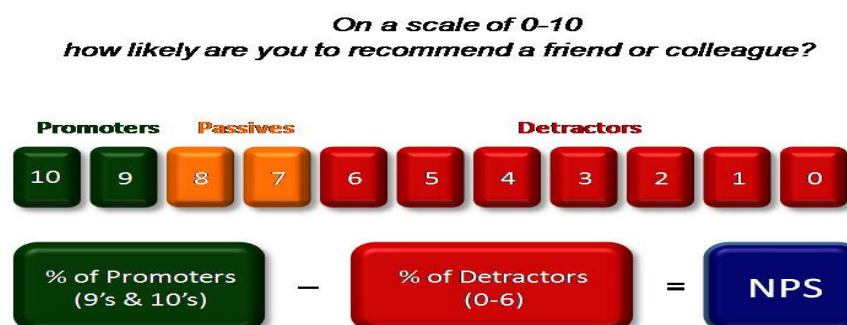 On a scale of 0-10
how likely are you to recommend a friend or colleague?
Promoters Passives Detractors
10 9 8 7 6 5 4 3 2 1 0
% of Promoters
(9's & 10's)
–
% of Detractors
(0-6)
=
NPS